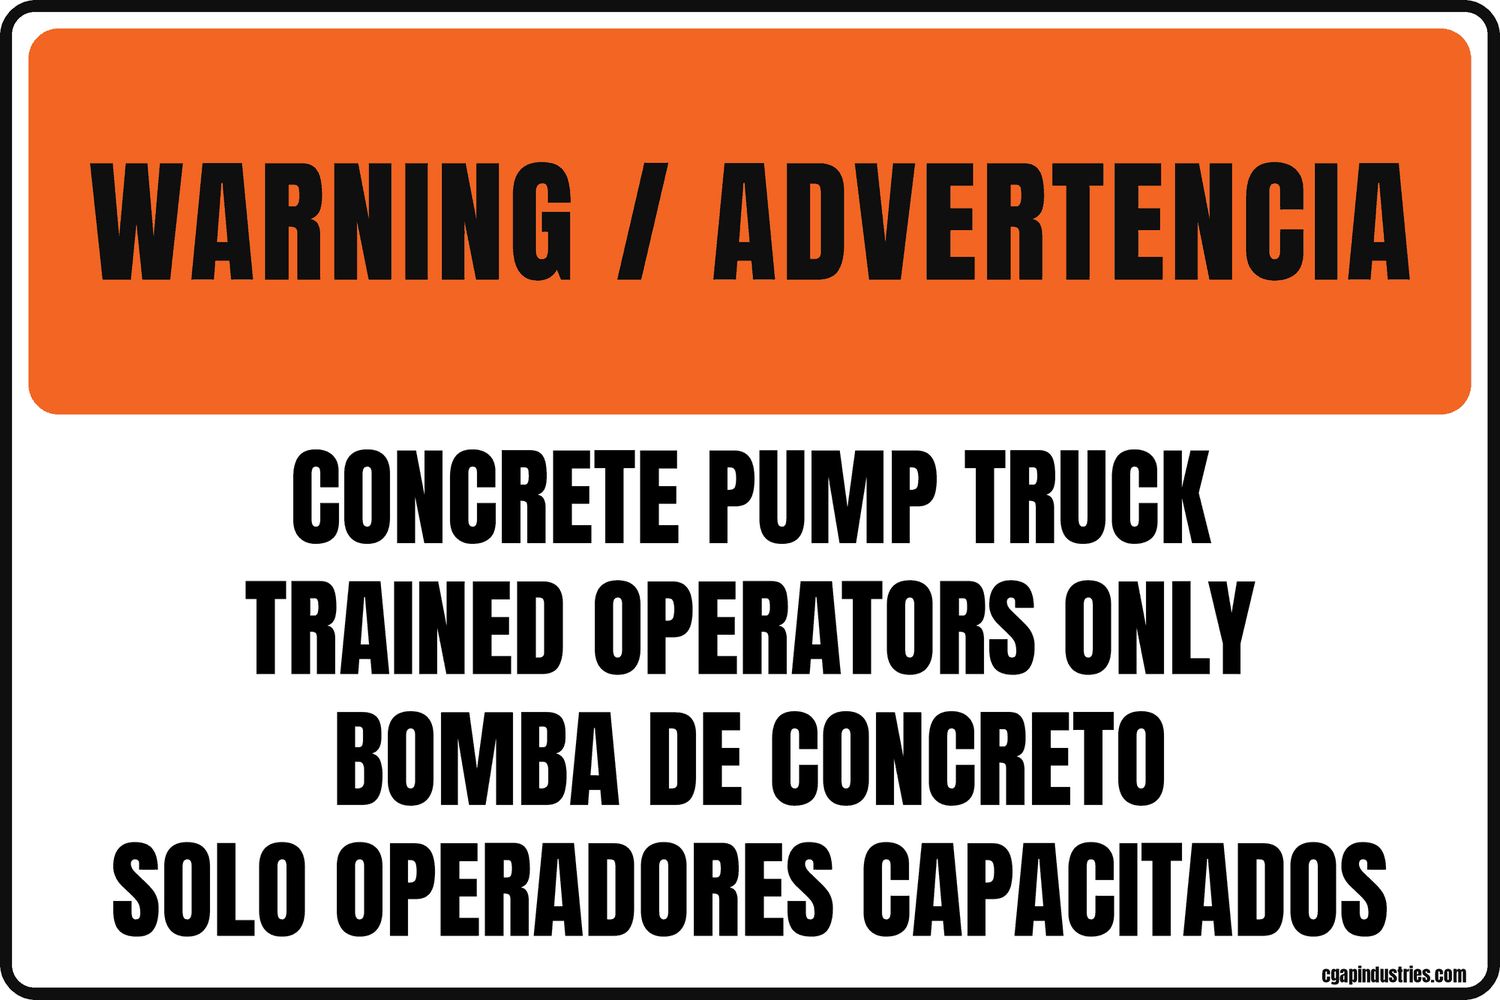 WARNING / ADVERTENCIA
CONCRETE PUMP TRUCK
TRAINED OPERATORS ONLY
BOMBA DE CONCRETO
SOLO OPERADORES CAPACITADOS
cgapindustries.com